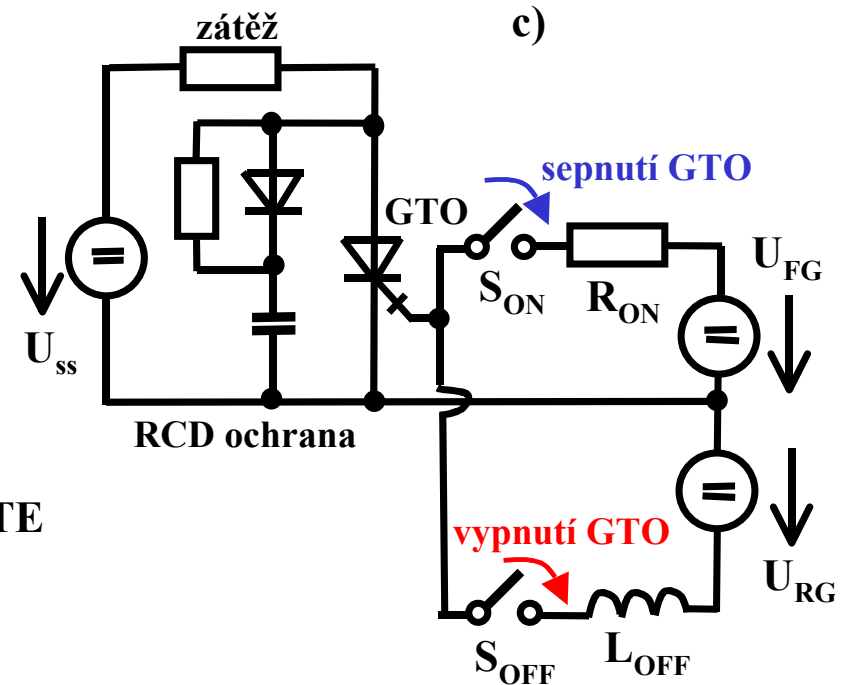 zátěž
c)
sepnutí GTO
GTO
S_ON
R_ON
U_FG
U_ss
RCD ochrana
TE
vypnutí GTO
U_RG
S_OFF
L_OFF